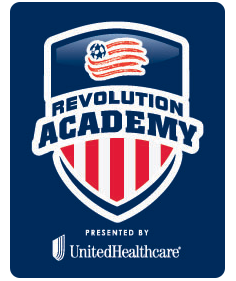 REVOLUTION
ACADEMY
PRESENTED BY
UnitedHealthcare®